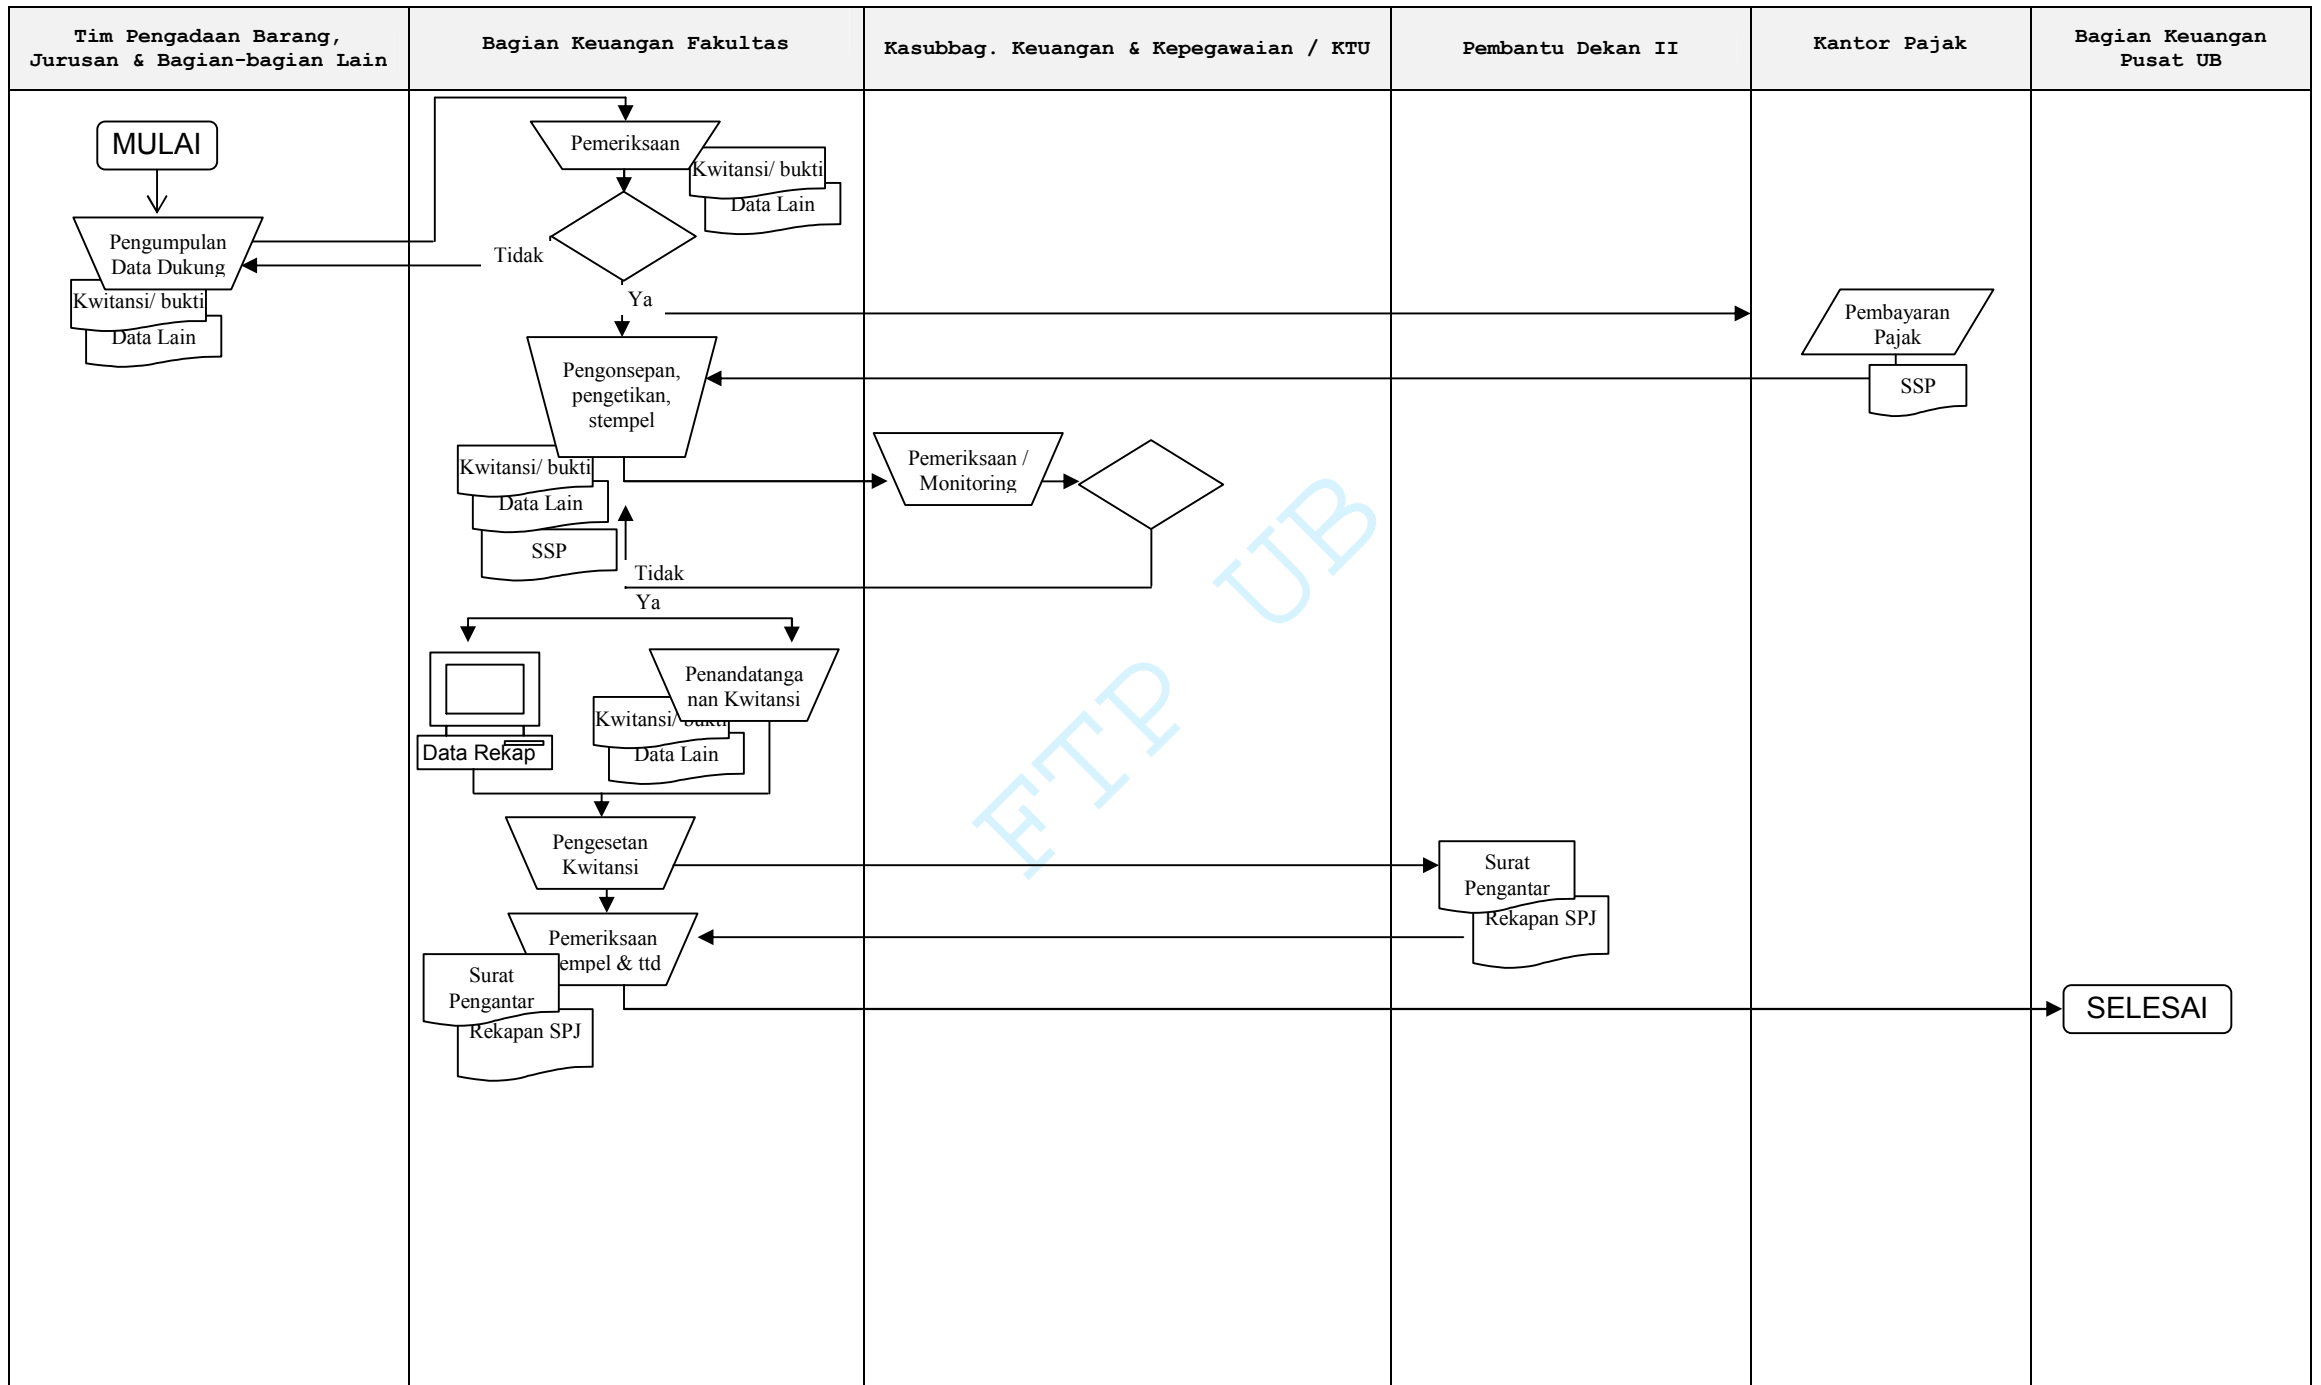 Tim Pengadaan Barang,
Jurusan & Bagian-bagian Lain
Bagian Keuangan Fakultas
Kasubbag. Keuangan & Kepegawaian / KTU
Pembantu Dekan II
Kantor Pajak
Bagian Keuangan
Pusat UB
MULAI
Pengumpulan
Data Dukung
Kwitansi/ bukti
Data Lain
Pemeriksaan
Kwitansi/ bukti
Data Lain
Tidak
Ya
Pembayaran
Pajak
SSP
Pengonsepan,
pengetikan,
stempel
Kwitansi/ bukti
Data Lain
SSP
Pemeriksaan /
Monitoring
Tidak
Ya
Data Rekap
Penandatanga
nan Kwitansi
Kwitansi/ bukti
Data Lain
Pengesetan
Kwitansi
Surat
Pengantar
Rekapan SPJ
Pemeriksaan
empel & ttd
Surat
Pengantar
Rekapan SPJ
SELESAI
FTP UB